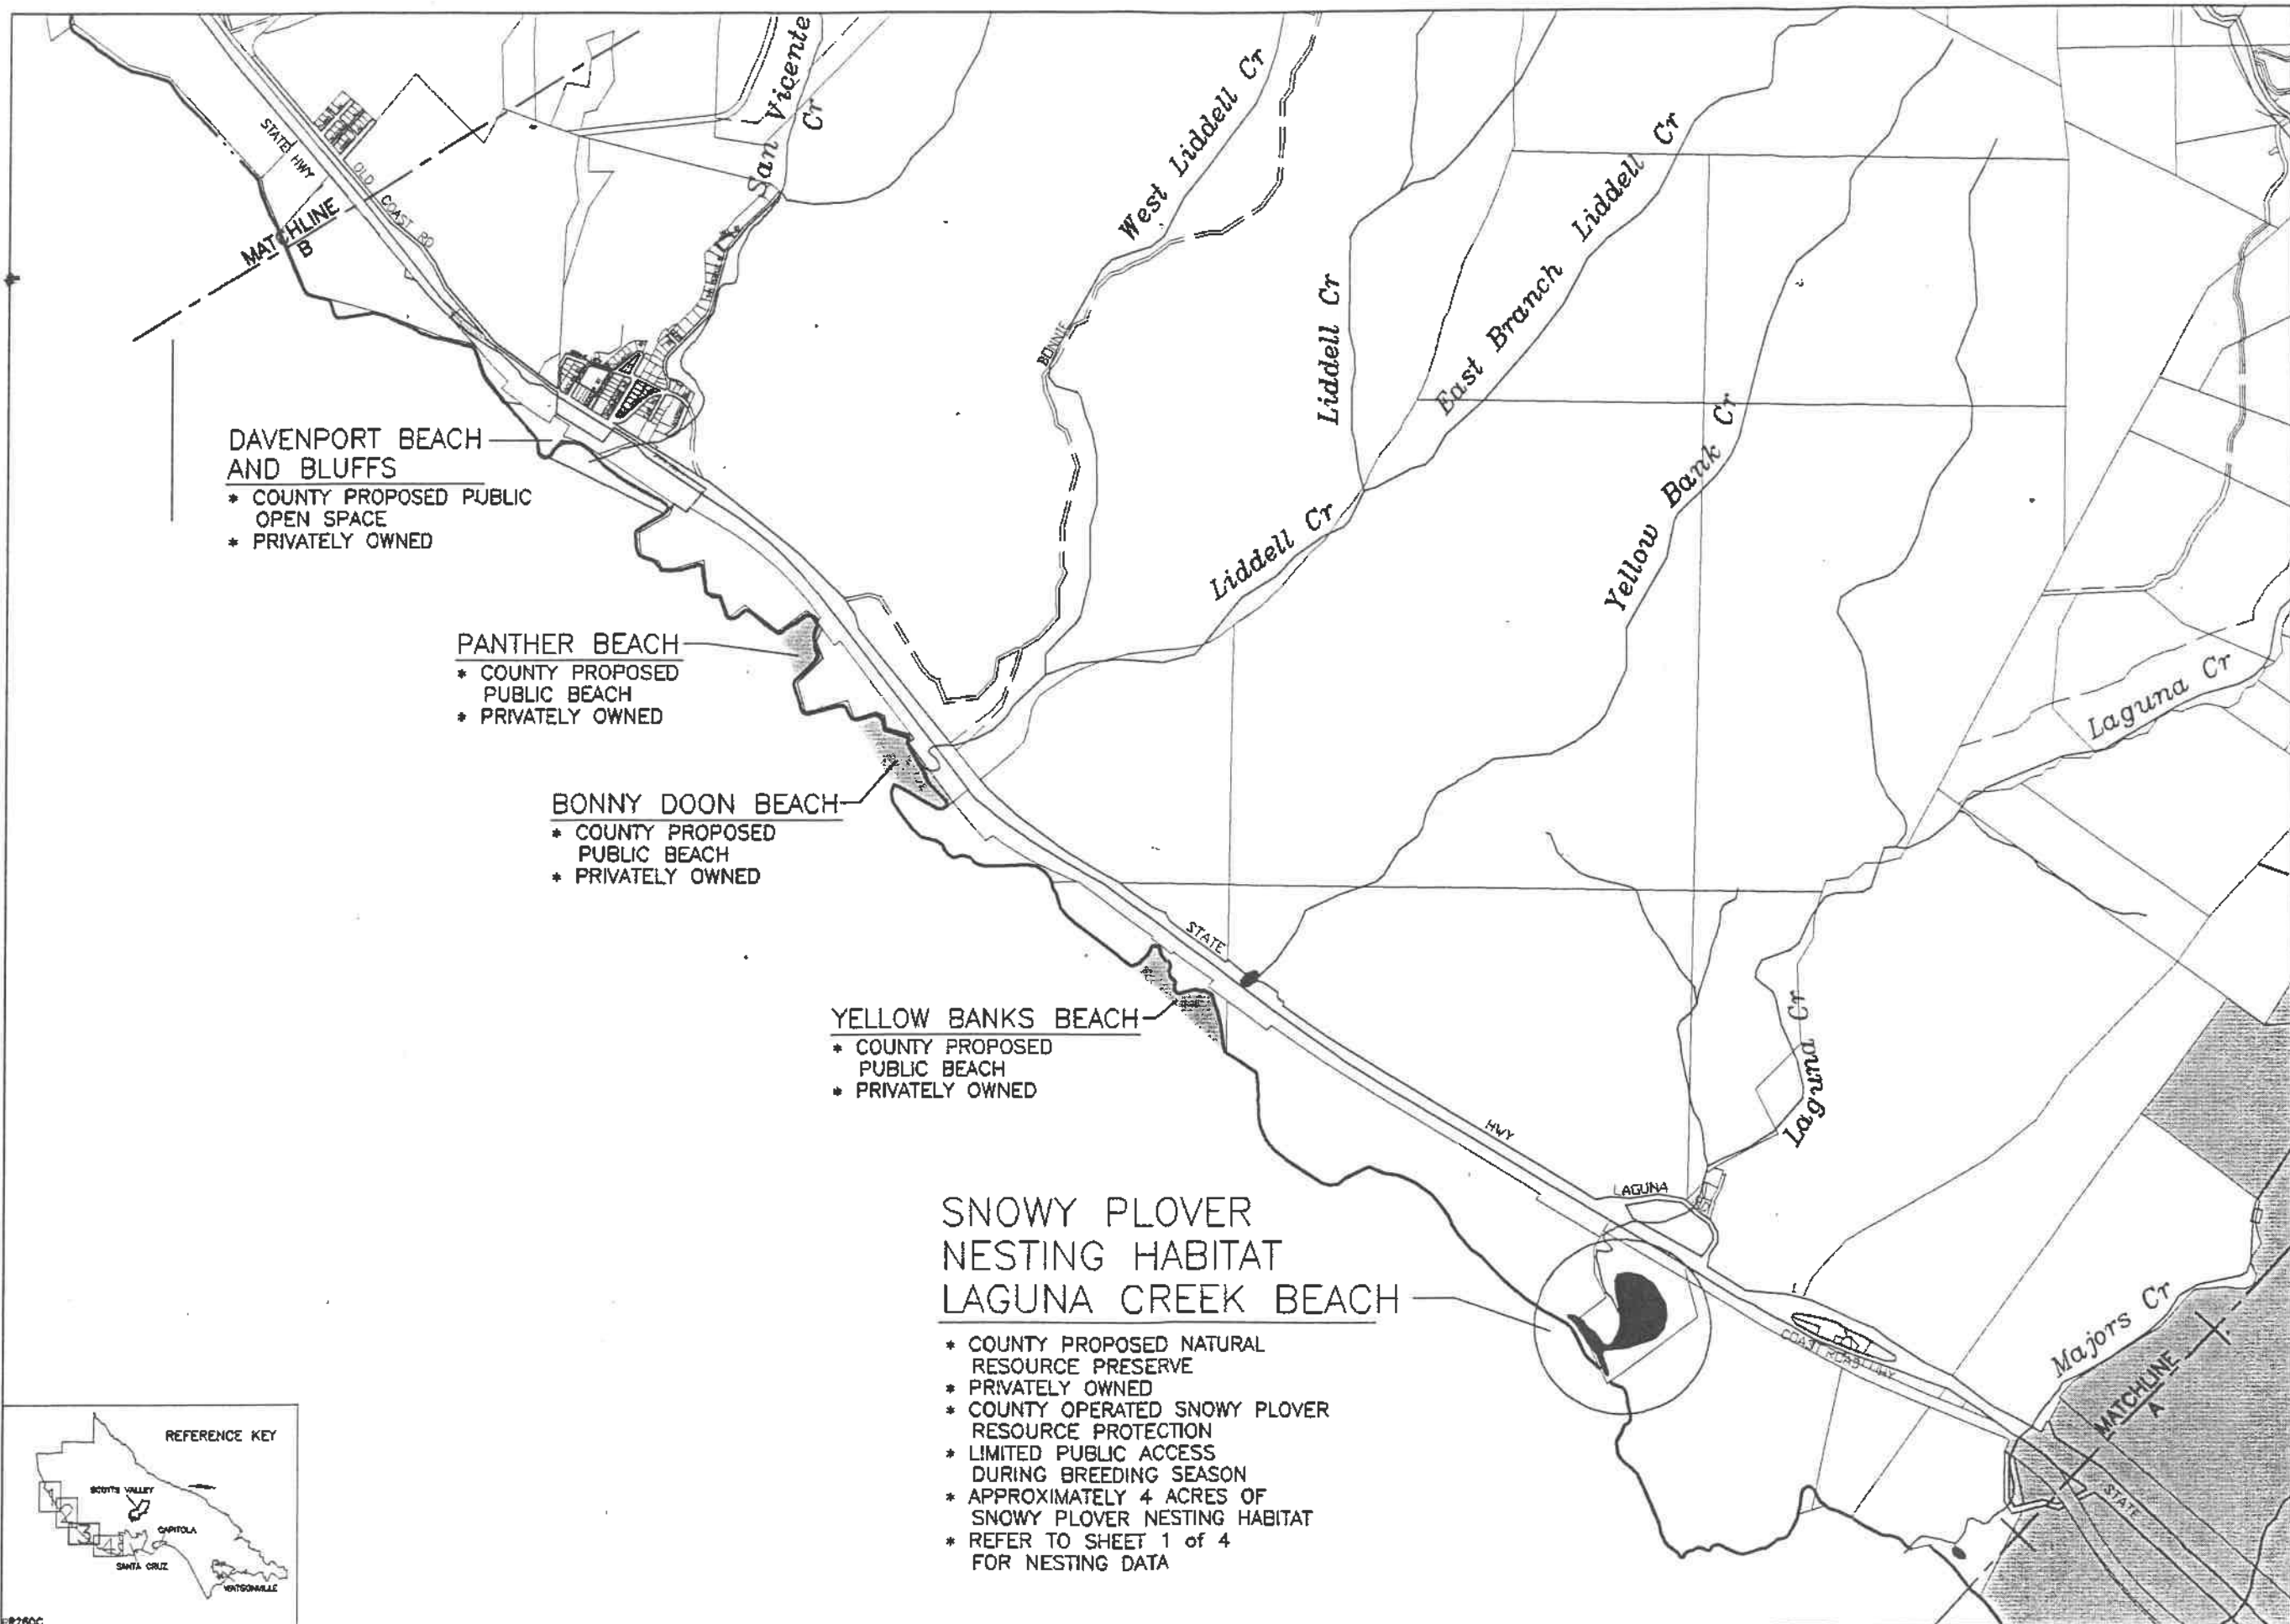 San Vicente Cr
West Liddell Cr
Liddell Cr
East Branch Liddell Cr
Liddell Cr
Yellow Bank Cr
Laguna Cr
Laguna Cr
Majors Cr
STATE HWY
OLD COAST RD
MATCHLINE
B
BONNIE
DAVENPORT BEACH
AND BLUFFS
* COUNTY PROPOSED PUBLIC
OPEN SPACE
* PRIVATELY OWNED
PANTHER BEACH
* COUNTY PROPOSED
PUBLIC BEACH
* PRIVATELY OWNED
BONNY DOON BEACH
* COUNTY PROPOSED
PUBLIC BEACH
* PRIVATELY OWNED
STATE
YELLOW BANKS BEACH
* COUNTY PROPOSED
PUBLIC BEACH
* PRIVATELY OWNED
HWY
LAGUNA
SNOWY PLOVER
NESTING HABITAT
LAGUNA CREEK BEACH
* COUNTY PROPOSED NATURAL
RESOURCE PRESERVE
* PRIVATELY OWNED
* COUNTY OPERATED SNOWY PLOVER
RESOURCE PROTECTION
* LIMITED PUBLIC ACCESS
DURING BREEDING SEASON
* APPROXIMATELY 4 ACRES OF
SNOWY PLOVER NESTING HABITAT
* REFER TO SHEET 1 of 4
FOR NESTING DATA
COAST
MATCHLINE
A
STATE
REFERENCE KEY
SCOTTS VALLEY
1
2
3
4
CAPITOLA
SANTA CRUZ
WATSONVILLE